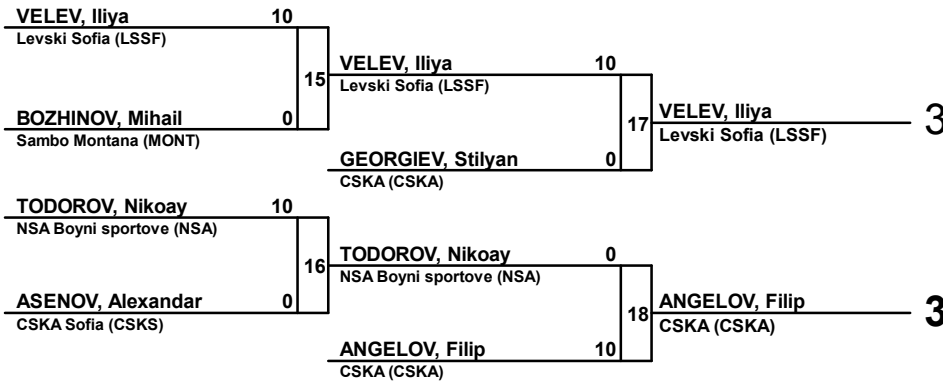 VELEV, Iliya 10
Levski Sofia (LSSF)
15
BOZHINOV, Mihail 0
Sambo Montana (MONT)
VELEV, Iliya 10
Levski Sofia (LSSF)
17
GEORGIEV, Stilyan 0
CSKA (CSKA)
VELEV, Iliya 3
Levski Sofia (LSSF)
TODOROV, Nikoay 10
NSA Boyni sportove (NSA)
16
ASENOV, Alexandar 0
CSKA Sofia (CSKS)
TODOROV, Nikoay 0
NSA Boyni sportove (NSA)
18
ANGELOV, Filip 10
CSKA (CSKA)
ANGELOV, Filip 3
CSKA (CSKA)